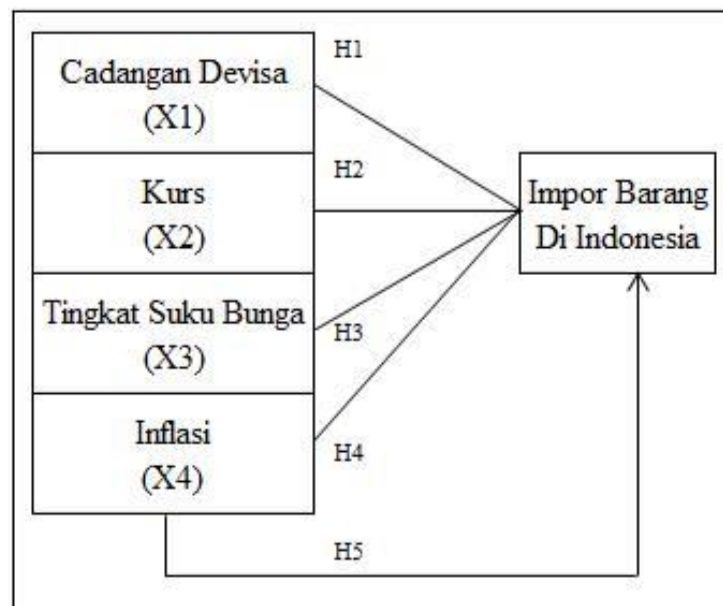 Cadangan Devisa
(X1)
Kurs
(X2)
Tingkat Suku Bunga
(X3)
Inflasi
(X4)
H1
H2
H3
H4
H5
Impor Barang
Di Indonesia